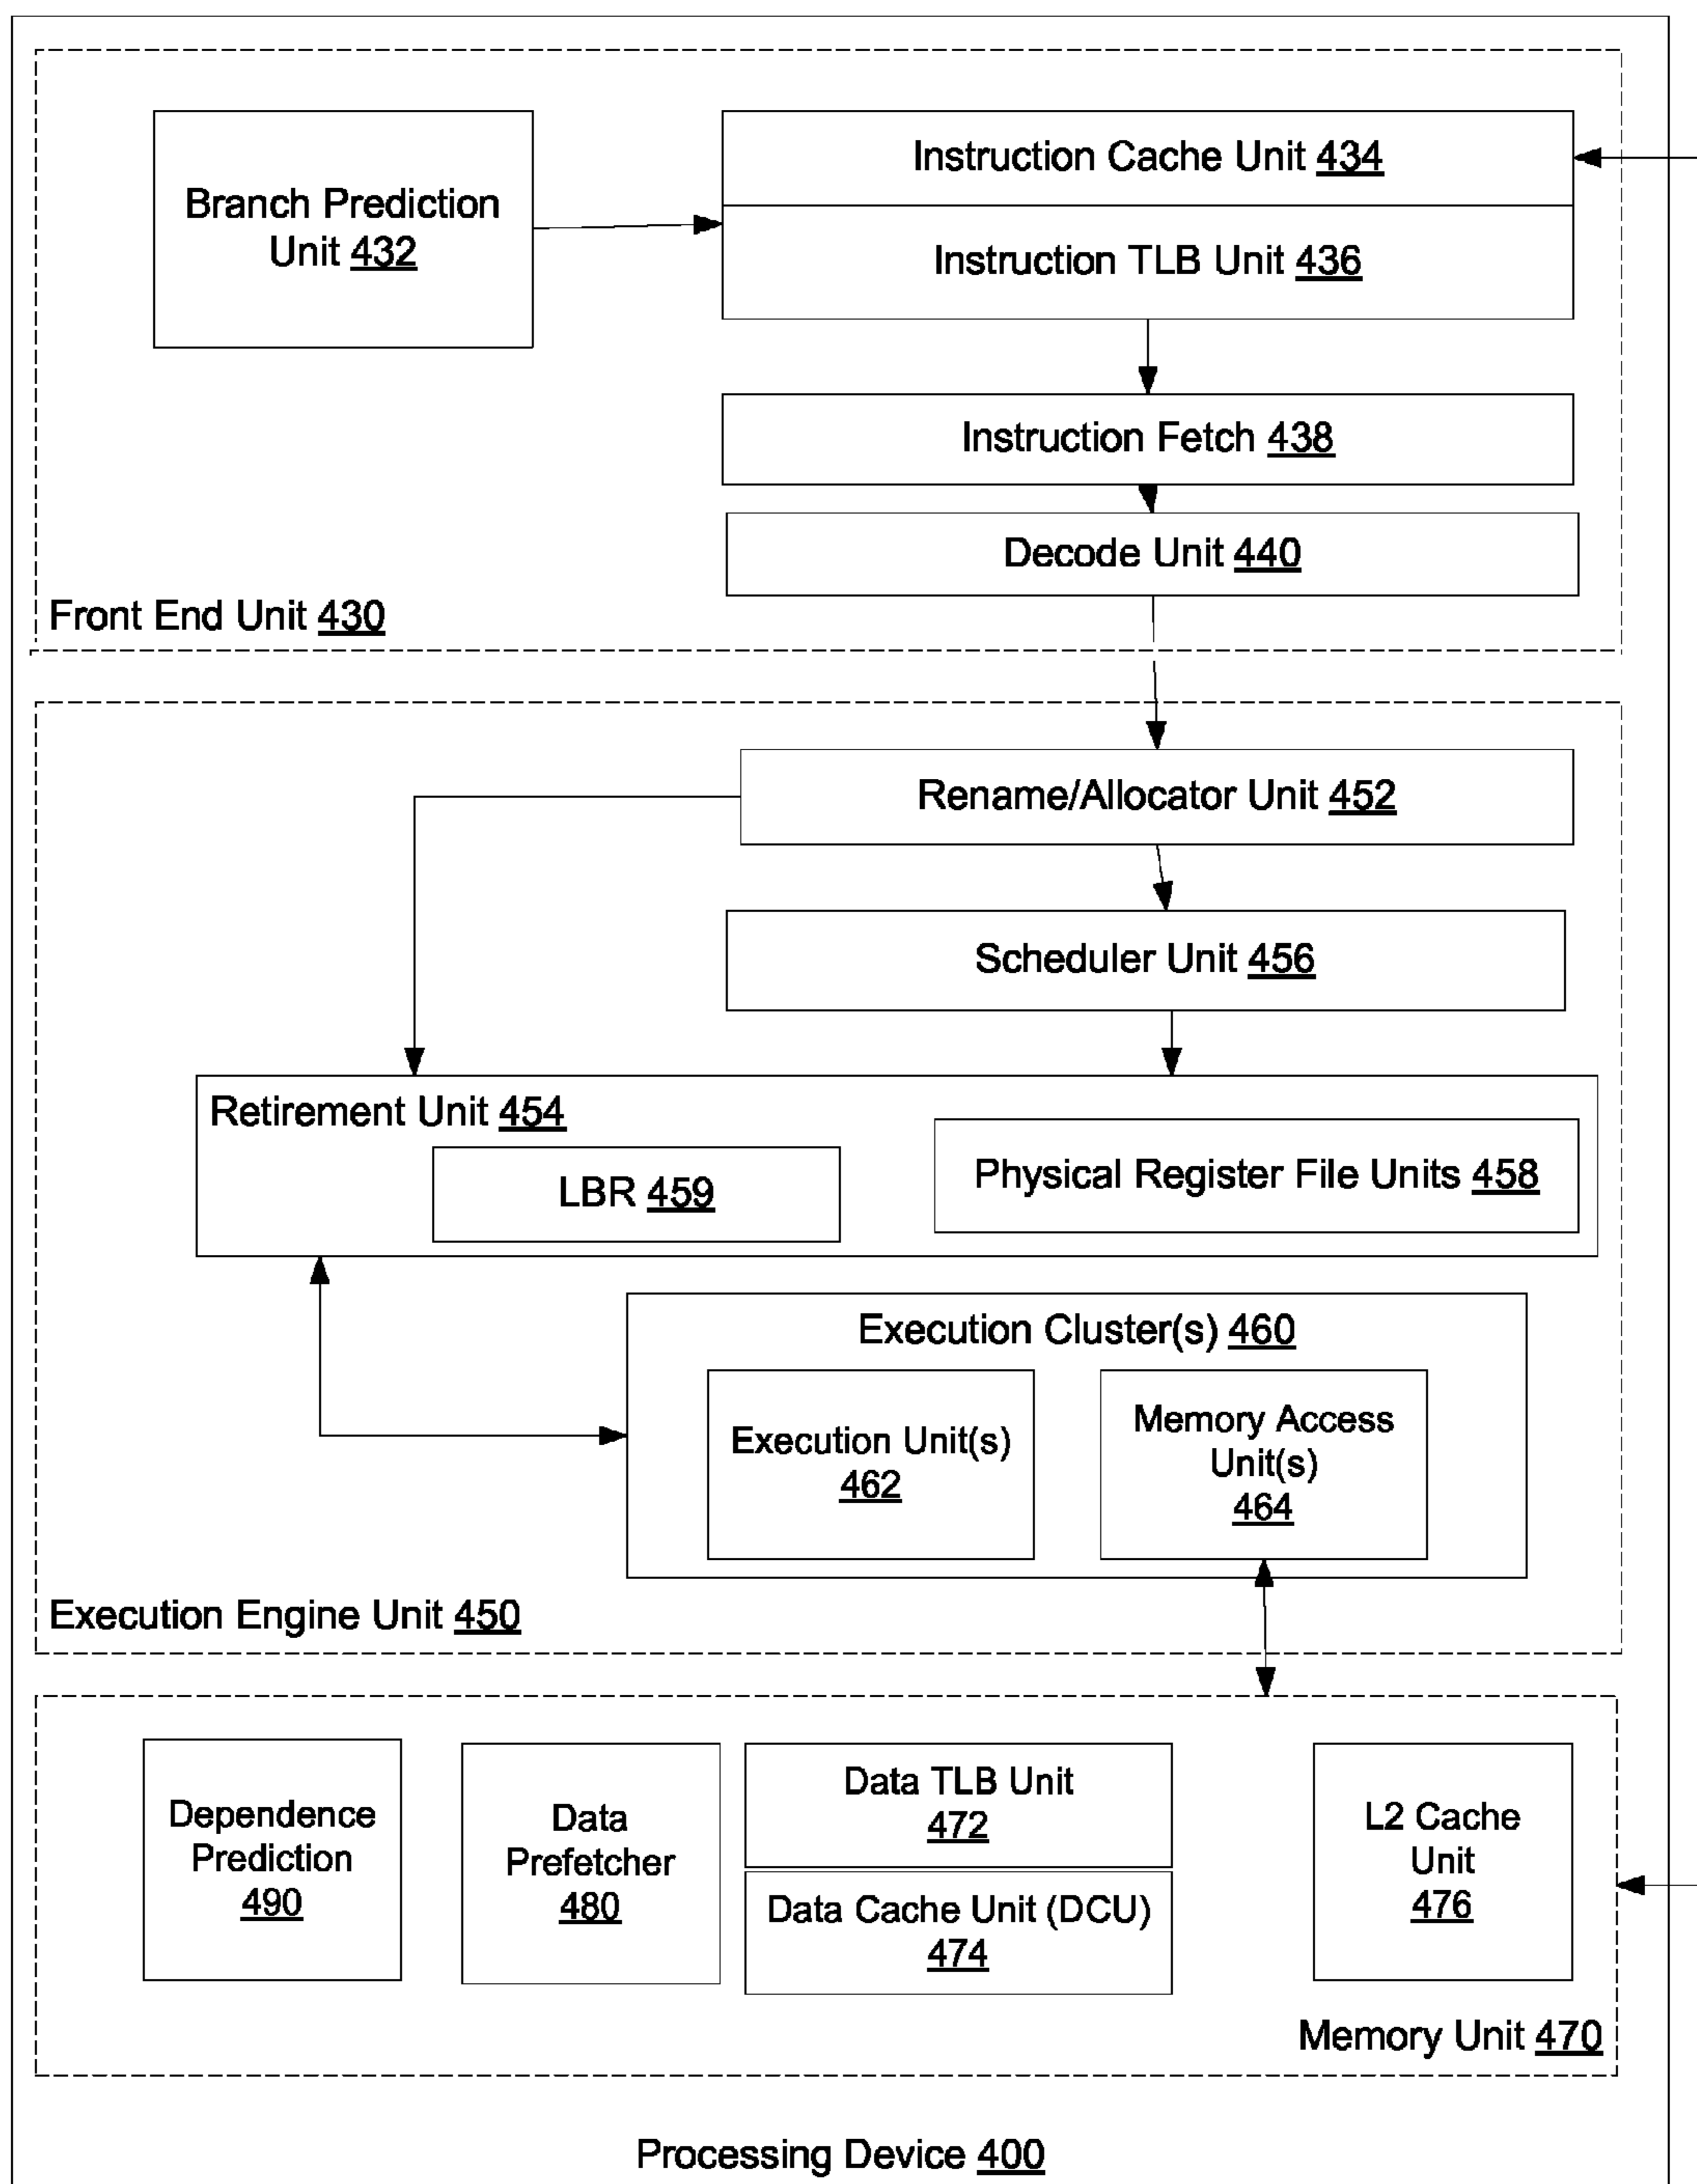 Branch Prediction
Unit 432
Instruction Cache Unit 434
Instruction TLB Unit 436
Instruction Fetch 438
Decode Unit 440
Front End Unit 430
Rename/Allocator Unit 452
Scheduler Unit 456
Retirement Unit 454
LBR 459
Physical Register File Units 458
Execution Cluster(s) 460
Execution Unit(s)
462
Memory Access
Unit(s)
464
Execution Engine Unit 450
Dependence
Prediction
490
Data
Prefetcher
480
Data TLB Unit
472
Data Cache Unit (DCU)
474
L2 Cache
Unit
476
Memory Unit 470
Processing Device 400